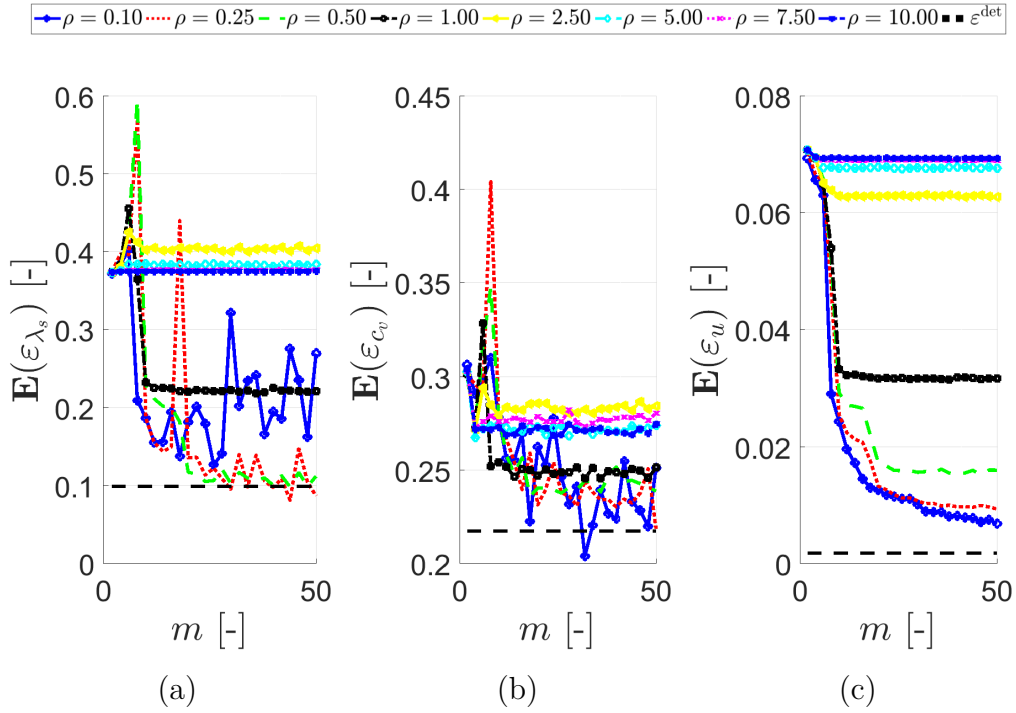 ρ = 0.10 ρ = 0.25 ρ = 0.50 ρ = 1.00 ρ = 2.50 ρ = 5.00 ρ = 7.50 ρ = 10.00 ε^det
0.6
0.5
0.4
0.3
0.2
0.1
0
E(ε_λ_s) [-]
0 50
m [-]
(a)
0.45
0.4
0.35
0.3
0.25
0.2
E(ε_c_v) [-]
0 50
m [-]
(b)
0.08
0.06
0.04
0.02
0
E(ε_u) [-]
0 50
m [-]
(c)